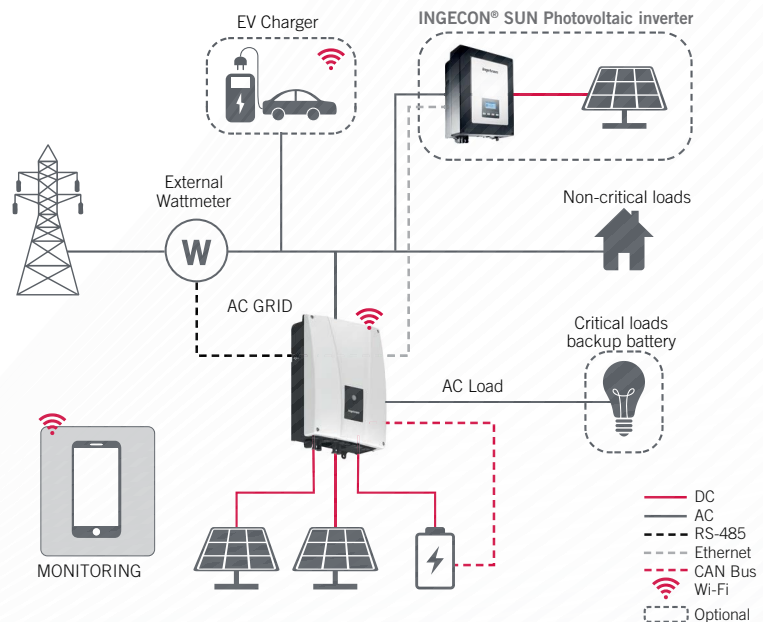 EV Charger
INGECON® SUN Photovoltaic inverter
External
Wattmeter
W
Non-critical loads
AC GRID
Critical loads
backup battery
AC Load
MONITORING
DC
AC
RS-485
Ethernet
CAN Bus
Wi-Fi
Optional